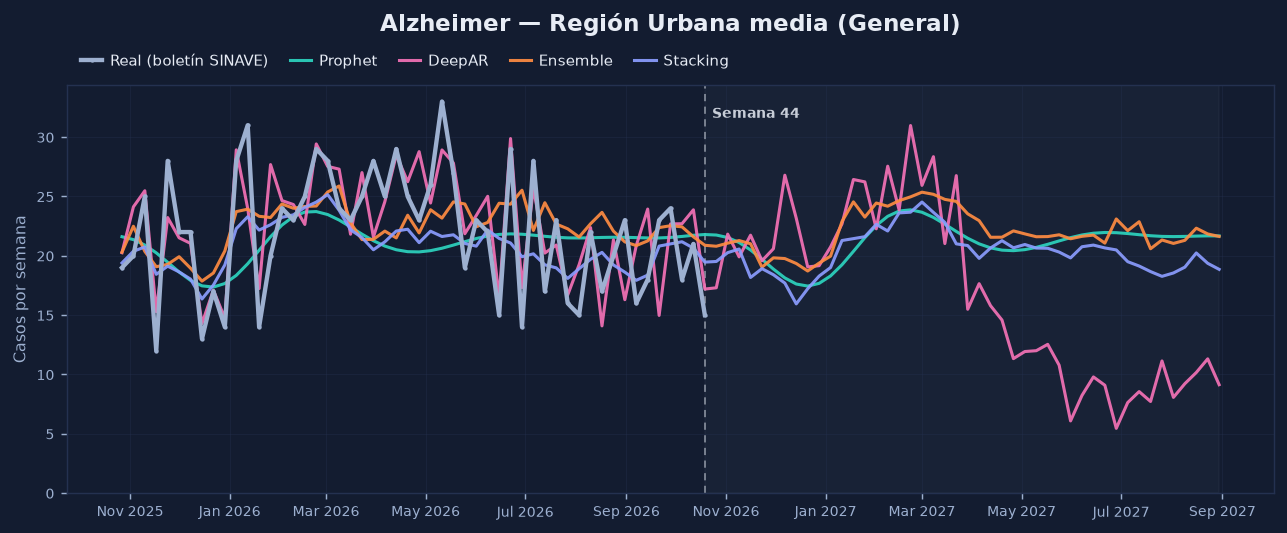 Alzheimer — Región Urbana media (General)
Real (boletín SINAVE) Prophet DeepAR Ensemble Stacking
Semana 44
Casos por semana
30
25
20
15
10
5
0
Nov 2025 Jan 2026 Mar 2026 May 2026 Jul 2026 Sep 2026 Nov 2026 Jan 2027 Mar 2027 May 2027 Jul 2027 Sep 2027